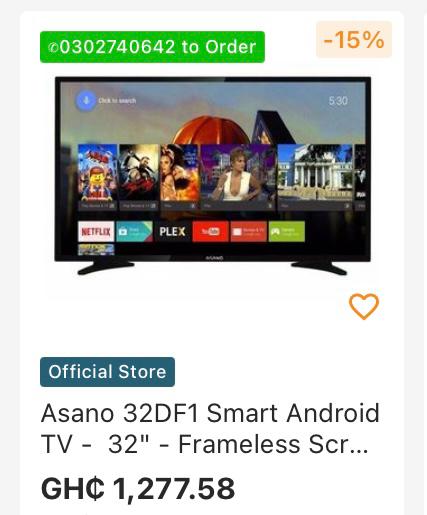 ✆0302740642 to Order
-15%
Click to search
5:30
NETFLIX
PLEX
YouTube
Official Store
Asano 32DF1 Smart Android
TV - 32" - Frameless Scr...
GH₵ 1,277.58